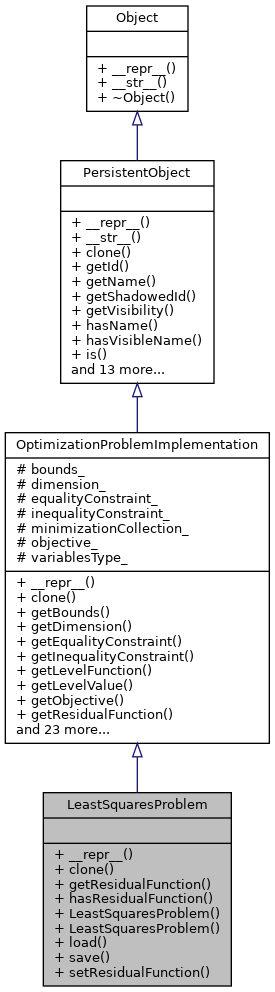 Object
+ __repr__()
+ __str__()
+ ~Object()
PersistentObject
+ __repr__()
+ __str__()
+ clone()
+ getId()
+ getName()
+ getShadowedId()
+ getVisibility()
+ hasName()
+ hasVisibleName()
+ is()
and 13 more...
OptimizationProblemImplementation
# bounds_
# dimension_
# equalityConstraint_
# inequalityConstraint_
# minimizationCollection_
# objective_
# variablesType_
+ __repr__()
+ clone()
+ getBounds()
+ getDimension()
+ getEqualityConstraint()
+ getInequalityConstraint()
+ getLevelFunction()
+ getLevelValue()
+ getObjective()
+ getResidualFunction()
and 23 more...
LeastSquaresProblem
+ __repr__()
+ clone()
+ getResidualFunction()
+ hasResidualFunction()
+ LeastSquaresProblem()
+ LeastSquaresProblem()
+ load()
+ save()
+ setResidualFunction()